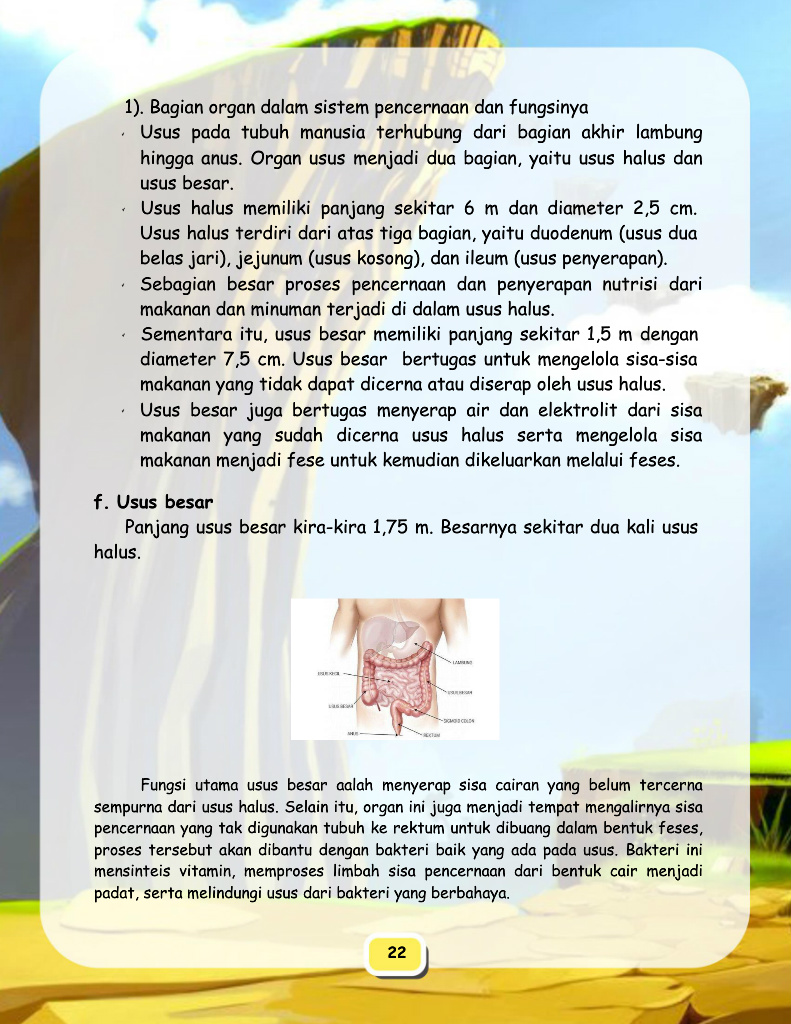 1). Bagian organ dalam sistem pencernaan dan fungsinya
Usus pada tubuh manusia terhubung dari bagian akhir lambung
hingga anus. Organ usus menjadi dua bagian, yaitu usus halus dan
usus besar.
Usus halus memiliki panjang sekitar 6 m dan diameter 2,5 cm.
Usus halus terdiri dari atas tiga bagian, yaitu duodenum (usus dua
belas jari), jejunum (usus kosong), dan ileum (usus penyerapan).
Sebagian besar proses pencernaan dan penyerapan nutrisi dari
makanan dan minuman terjadi di dalam usus halus.
Sementara itu, usus besar memiliki panjang sekitar 1,5 m dengan
diameter 7,5 cm. Usus besar bertugas untuk mengelola sisa-sisa
makanan yang tidak dapat dicerna atau diserap oleh usus halus.
Usus besar juga bertugas menyerap air dan elektrolit dari sisa
makanan yang sudah dicerna usus halus serta mengelola sisa
makanan menjadi fese untuk kemudian dikeluarkan melalui feses.
f. Usus besar
Panjang usus besar kira-kira 1,75 m. Besarnya sekitar dua kali usus
halus.
LAMBUNG
USUS KECIL
USUS BESAR
USUS BESAR
SIGMOID COLON
ANUS
REKTUM
Fungsi utama usus besar aalah menyerap sisa cairan yang belum tercerna
sempurna dari usus halus. Selain itu, organ ini juga menjadi tempat mengalirnya sisa
pencernaan yang tak digunakan tubuh ke rektum untuk dibuang dalam bentuk feses,
proses tersebut akan dibantu dengan bakteri baik yang ada pada usus. Bakteri ini
mensinteis vitamin, memproses limbah sisa pencernaan dari bentuk cair menjadi
padat, serta melindungi usus dari bakteri yang berbahaya.
22